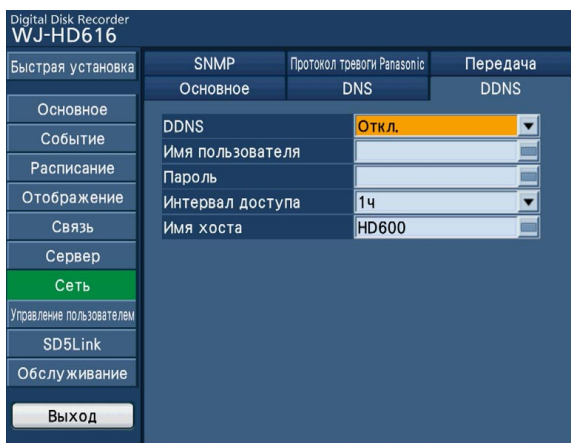 Digital Disk Recorder
WJ-HD616
Быстрая установка
Основное
Событие
Расписание
Отображение
Связь
Сервер
Сеть
Управление пользователем
SD5Link
Обслуживание
Выход
SNMP Протокол тревоги Panasonic Передача
Основное DNS DDNS
DDNS Откл.
Имя пользователя
Пароль
Интервал доступа 1ч
Имя хоста HD600